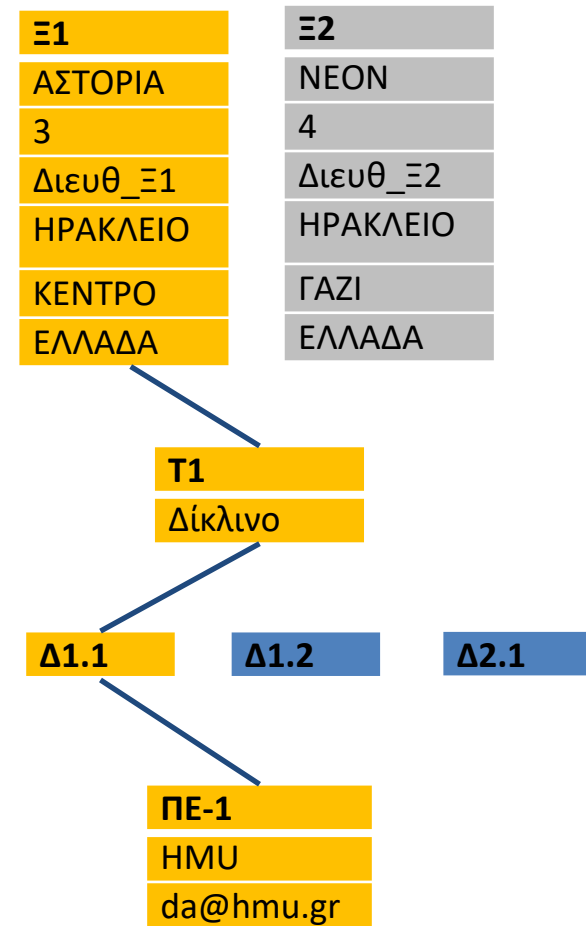 Ξ1
ΑΣΤΟΡΙΑ
3
Διευθ_Ξ1
ΗΡΑΚΛΕΙΟ
ΚΕΝΤΡΟ
ΕΛΛΑΔΑ
Ξ2
ΝΕΟΝ
4
Διευθ_Ξ2
ΗΡΑΚΛΕΙΟ
ΓΑΖΙ
ΕΛΛΑΔΑ
Τ1
Δίκλινο
Δ1.1
Δ1.2
Δ2.1
ΠΕ-1
HMU
da@hmu.gr